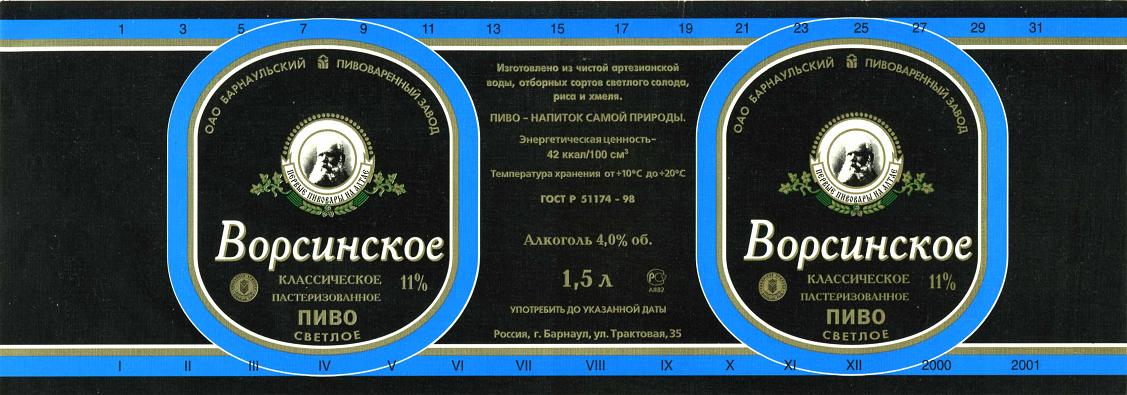 1 3 5 7 9 11 13 15 17 19 21 23 25 27 29 31
ОАО БАРНАУЛЬСКИЙ ПИВОВАРЕННЫЙ ЗАВОД
ПЕРВЫЕ ПИВОВАРЫ НА АЛТАЕ
Ворсинское
КЛАССИЧЕСКОЕ 11%
ПАСТЕРИЗОВАННОЕ
ПИВО
СВЕТЛОЕ
Изготовлено из чистой артезианской
воды, отборных сортов светлого солода,
риса и хмеля.
ПИВО – НАПИТОК САМОЙ ПРИРОДЫ.
Энергетическая ценность–
42 ккал/100 см³
Температура хранения от +10°С до +20°С
ГОСТ Р 51174 - 98
Алкоголь 4,0% об.
1,5 л
АЯ82
УПОТРЕБИТЬ ДО УКАЗАННОЙ ДАТЫ
Россия, г. Барнаул, ул. Трактовая, 35
ОАО БАРНАУЛЬСКИЙ ПИВОВАРЕННЫЙ ЗАВОД
ПЕРВЫЕ ПИВОВАРЫ НА АЛТАЕ
Ворсинское
КЛАССИЧЕСКОЕ 11%
ПАСТЕРИЗОВАННОЕ
ПИВО
СВЕТЛОЕ
I II III IV V VI VII VIII IX X XI XII 2000 2001